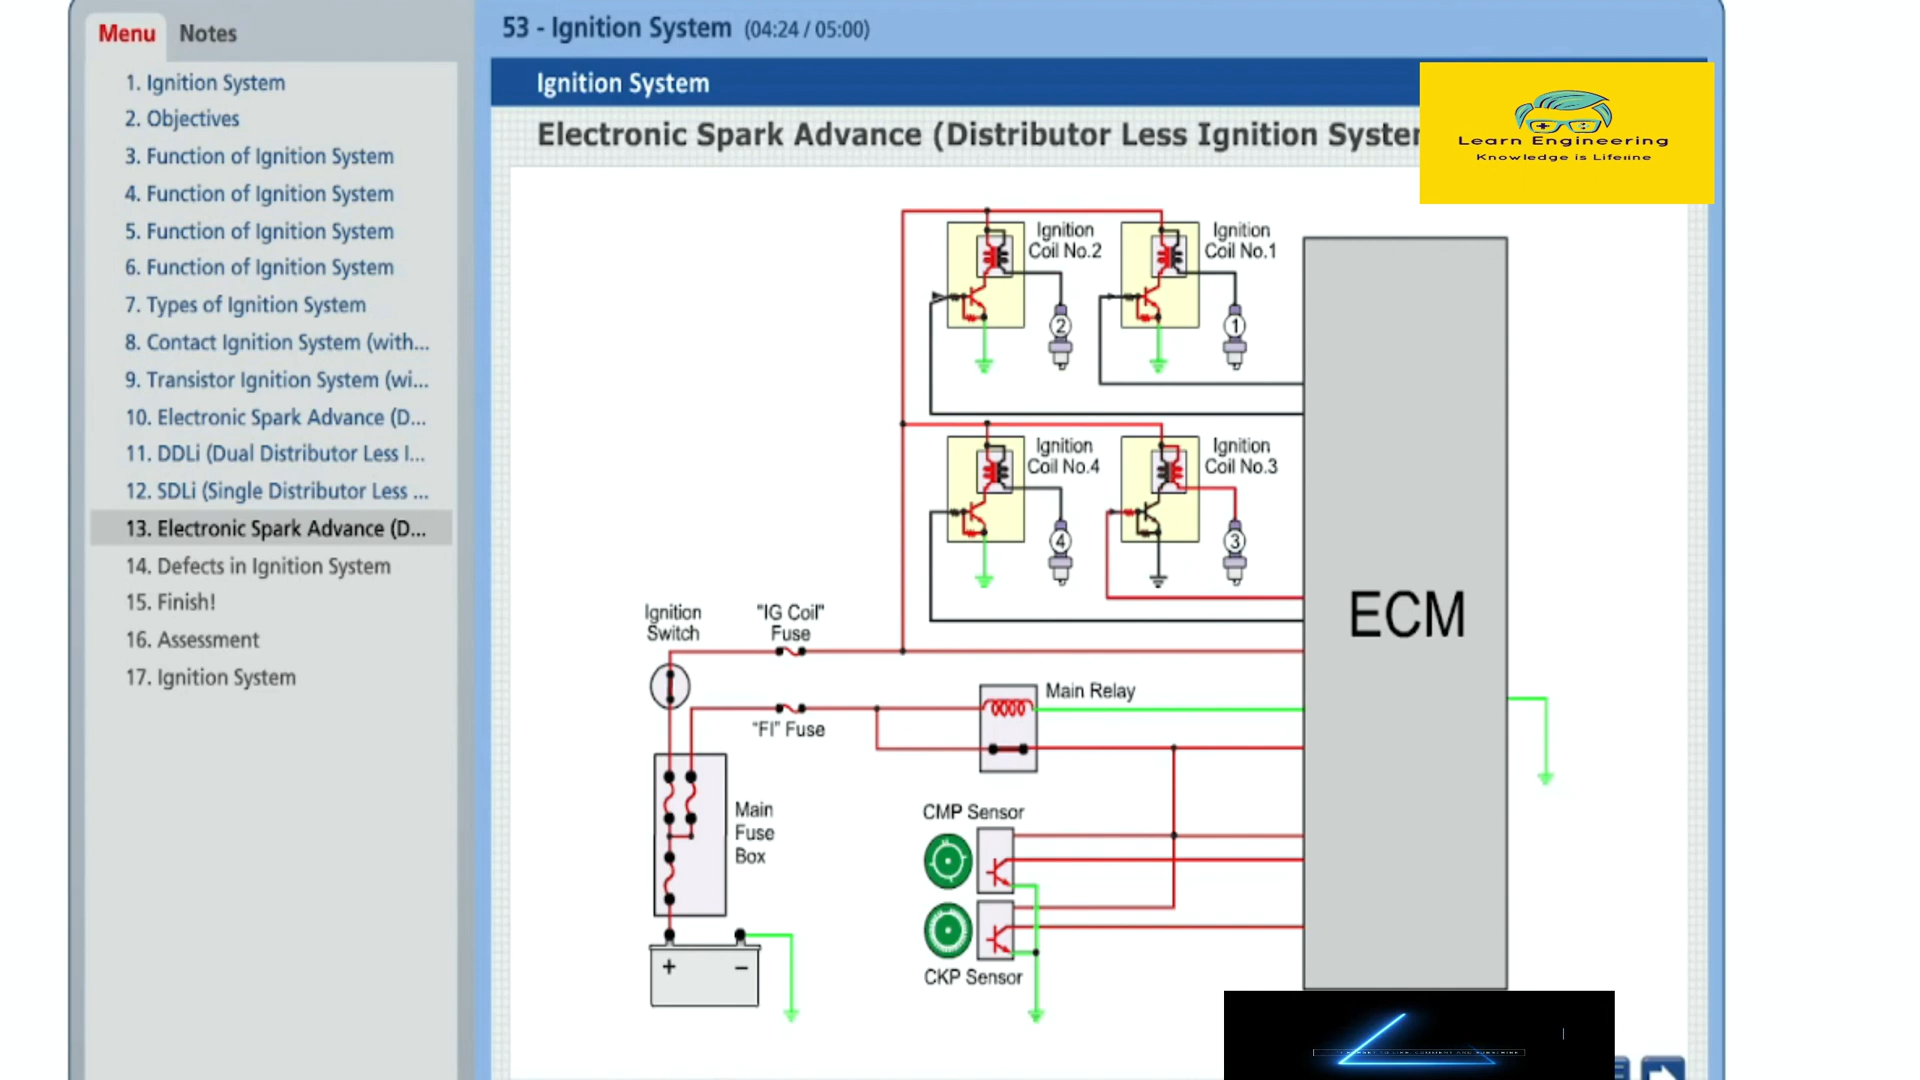 Menu Notes
1. Ignition System
2. Objectives
3. Function of Ignition System
4. Function of Ignition System
5. Function of Ignition System
6. Function of Ignition System
7. Types of Ignition System
8. Contact Ignition System (with...
9. Transistor Ignition System (wi...
10. Electronic Spark Advance (D...
11. DDLi (Dual Distributor Less I...
12. SDLi (Single Distributor Less ...
13. Electronic Spark Advance (D...
14. Defects in Ignition System
15. Finish!
16. Assessment
17. Ignition System
53 - Ignition System (04:24 / 05:00)
Ignition System
Electronic Spark Advance (Distributor Less Ignition System
Learn Engineering
Knowledge is Lifeline
Ignition
Coil No.2
2
Ignition
Coil No.1
1
Ignition
Coil No.4
4
Ignition
Coil No.3
3
ECM
Ignition
Switch
"IG Coil"
Fuse
"FI" Fuse
Main Relay
Main
Fuse
Box
+ −
CMP Sensor
CKP Sensor